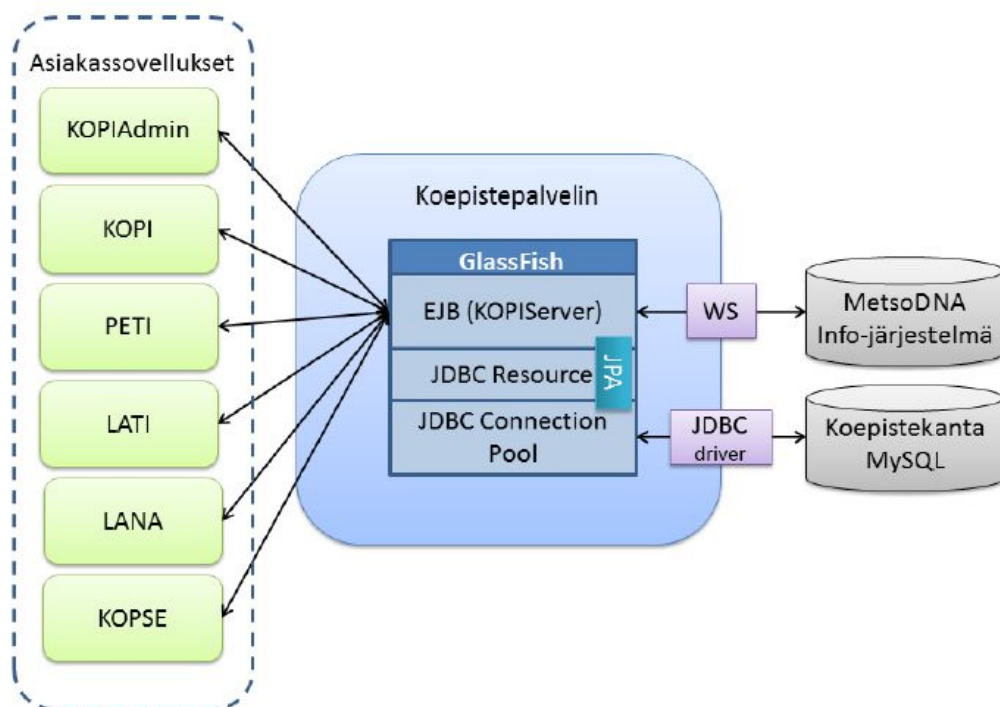 Asiakassovellukset
KOPIAdmin
KOPI
PETI
LATI
LANA
KOPSE
Koepistepalvelin
GlassFish
EJB (KOPIServer)
JDBC Resource
JPA
JDBC Connection
Pool
WS
JDBC
driver
MetsoDNA
Info-järjestelmä
Koepistekanta
MySQL